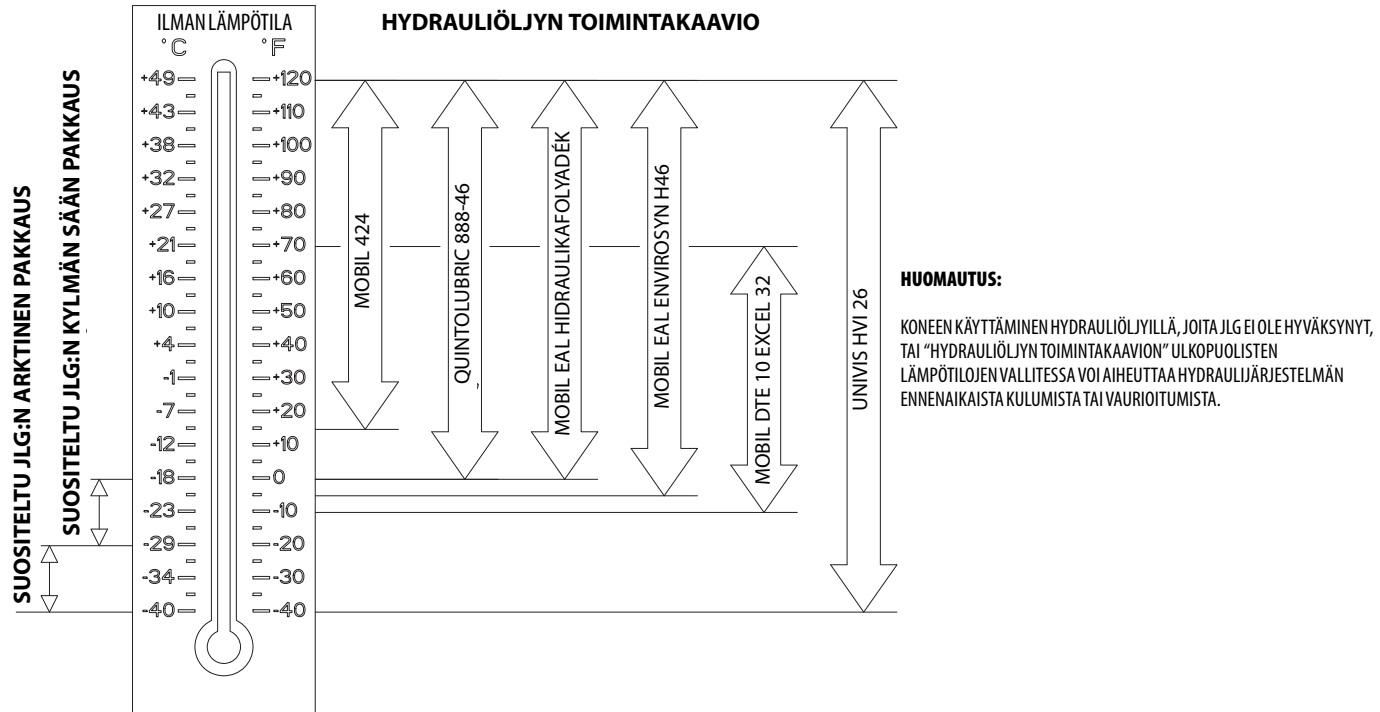 ILMAN LÄMPÖTILA
HYDRAULIÖLJYN TOIMINTAKAAVIO
°C °F
+49 +120
+43 +110
+38 +100
+32 +90
+27 +80
+21 +70
+16 +60
+10 +50
+4 +40
-1 +30
-7 +20
-12 +10
-18 0
-23 -10
-29 -20
-34 -30
-40 -40
SUOSITELTU JLG:N ARKTINEN PAKKAUS
SUOSITELTU JLG:N KYLMÄN SÄÄN PAKKAUS
MOBIL 424
QUINTOLUBRIC 888-46
MOBIL EAL HIDRAULIKAFOLYADÉK
MOBIL EAL ENVIROSYN H46
MOBIL DTE 10 EXCEL 32
UNIVIS HVI 26
HUOMAUTUS:
KONEEN KÄYTTÄMINEN HYDRAULIÖLJYILLÄ, JOITA JLG EI OLE HYVÄKSYNYT,
TAI “HYDRAULIÖLJYN TOIMINTAKAAVION” ULKOPUOLISTEN
LÄMPÖTILOJEN VALLITESSA VOI AIHEUTTAA HYDRAULIJÄRJESTELMÄN
ENNENAIKAISTA KULUMISTA TAI VAURIOITUMISTA.